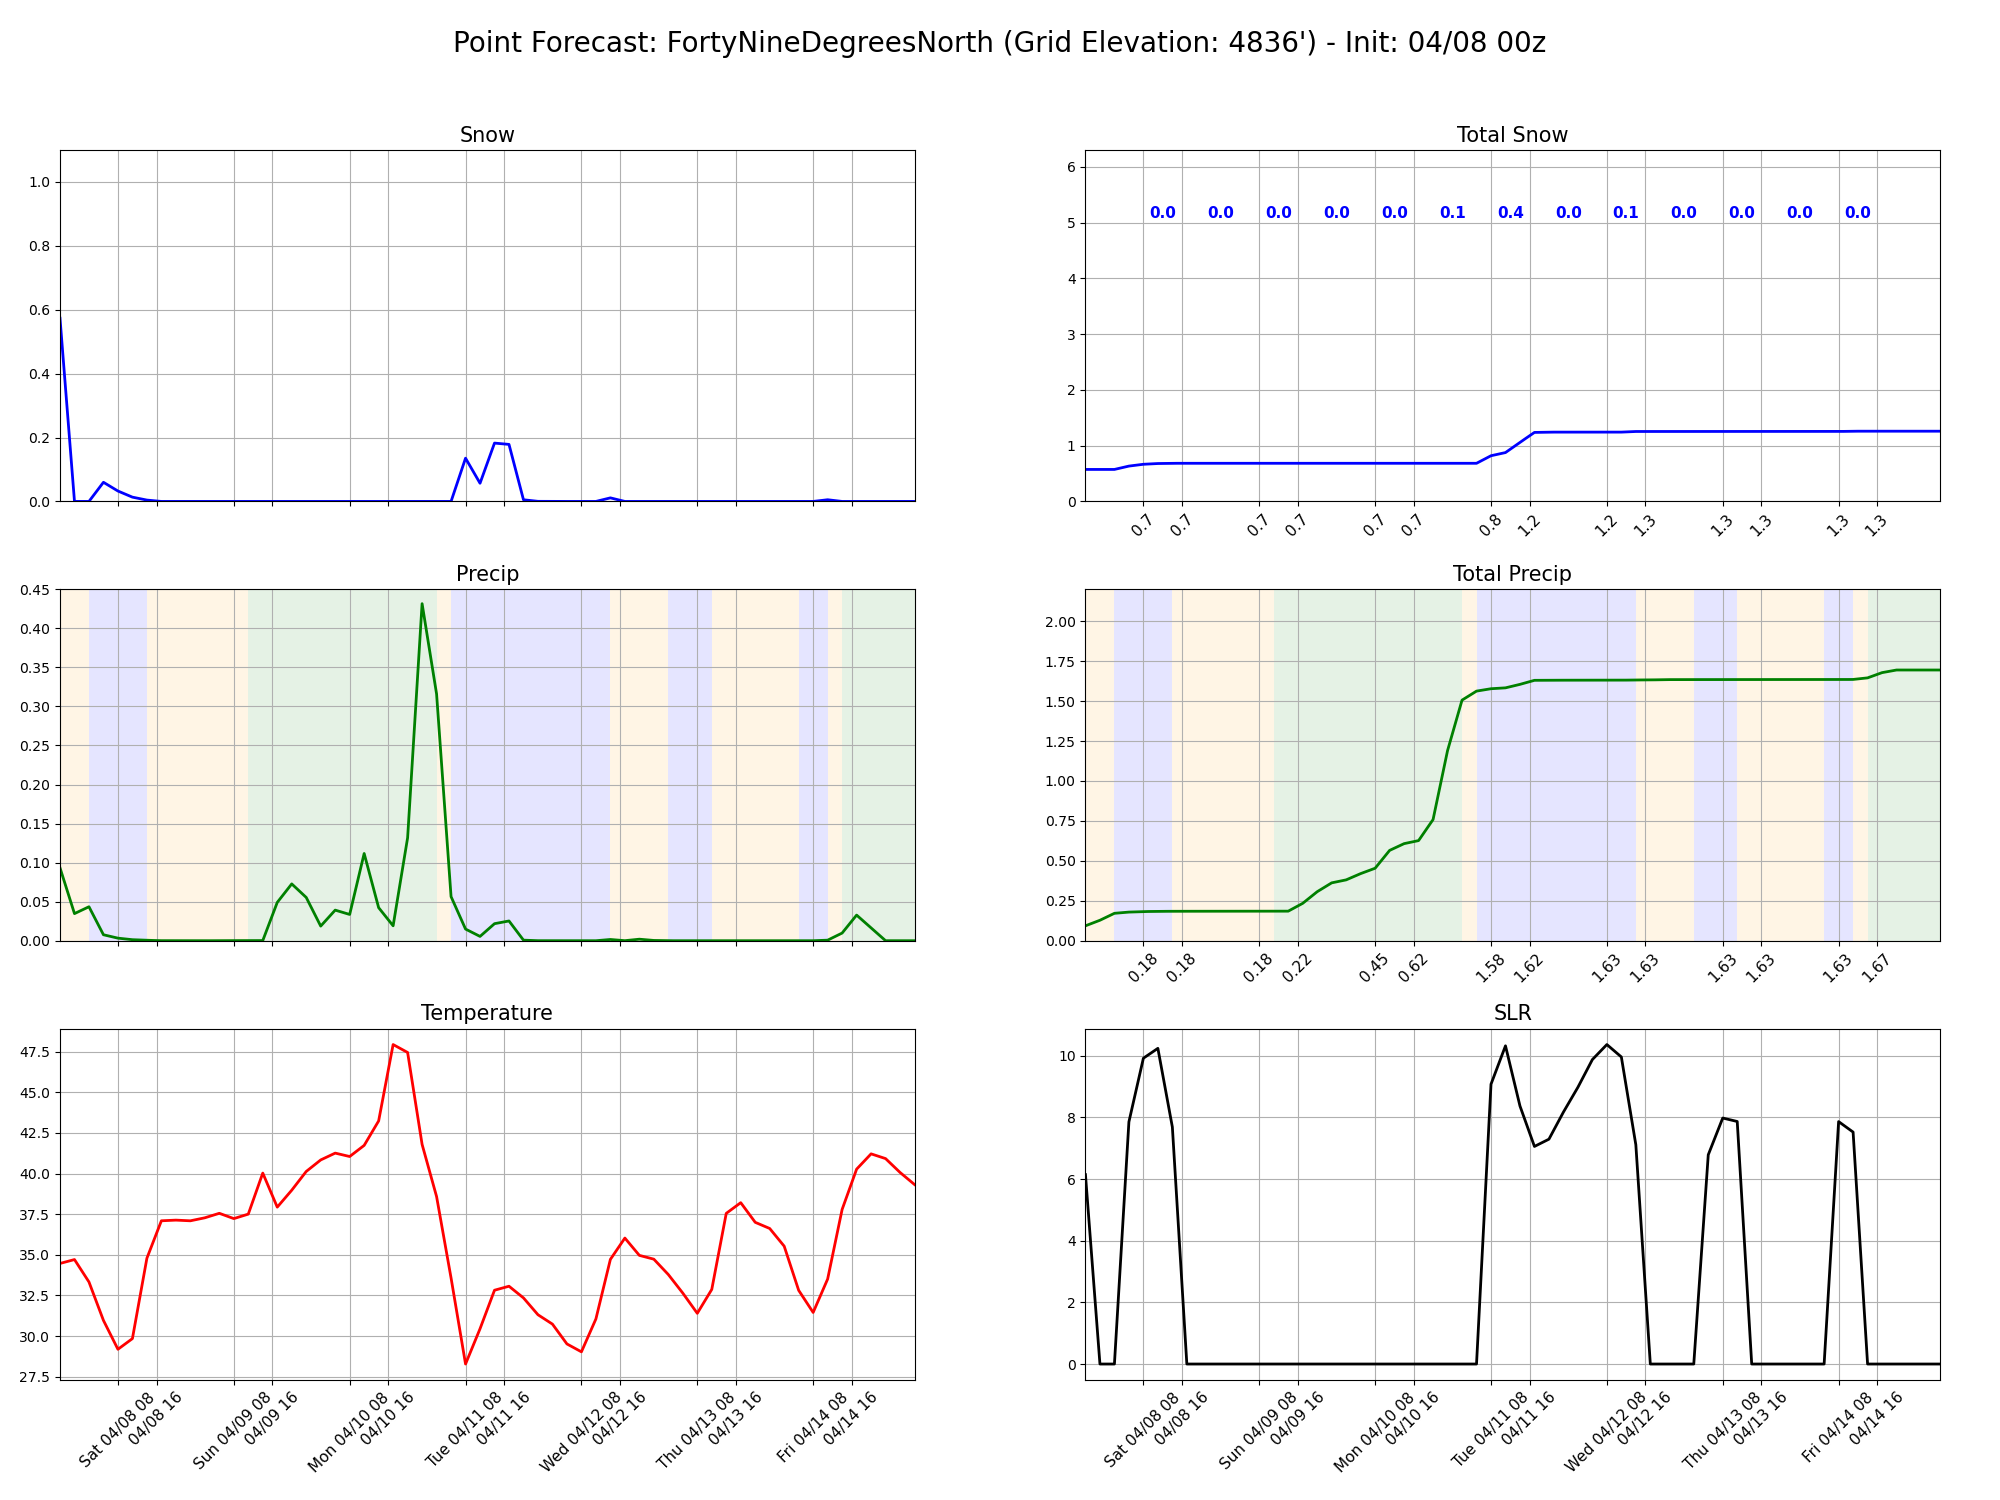 Point Forecast: FortyNineDegreesNorth (Grid Elevation: 4836') - Init: 04/08 00z
Snow
1.0
0.8
0.6
0.4
0.2
0.0
Total Snow
6
5
4
3
2
1
0
0.0 0.0 0.0 0.0 0.0 0.1 0.4 0.0 0.1 0.0 0.0 0.0 0.0
0.7 0.7 0.7 0.7 0.7 0.7 0.8 1.2 1.2 1.3 1.3 1.3 1.3 1.3
Precip
0.45
0.40
0.35
0.30
0.25
0.20
0.15
0.10
0.05
0.00
Total Precip
2.00
1.75
1.50
1.25
1.00
0.75
0.50
0.25
0.00
0.18 0.18 0.18 0.22 0.45 0.62 1.58 1.62 1.63 1.63 1.63 1.63 1.63 1.67
Temperature
47.5
45.0
42.5
40.0
37.5
35.0
32.5
30.0
27.5
Sat 04/08 08
04/08 16
Sun 04/09 08
04/09 16
Mon 04/10 08
04/10 16
Tue 04/11 08
04/11 16
Wed 04/12 08
04/12 16
Thu 04/13 08
04/13 16
Fri 04/14 08
04/14 16
SLR
10
8
6
4
2
0
Sat 04/08 08
04/08 16
Sun 04/09 08
04/09 16
Mon 04/10 08
04/10 16
Tue 04/11 08
04/11 16
Wed 04/12 08
04/12 16
Thu 04/13 08
04/13 16
Fri 04/14 08
04/14 16